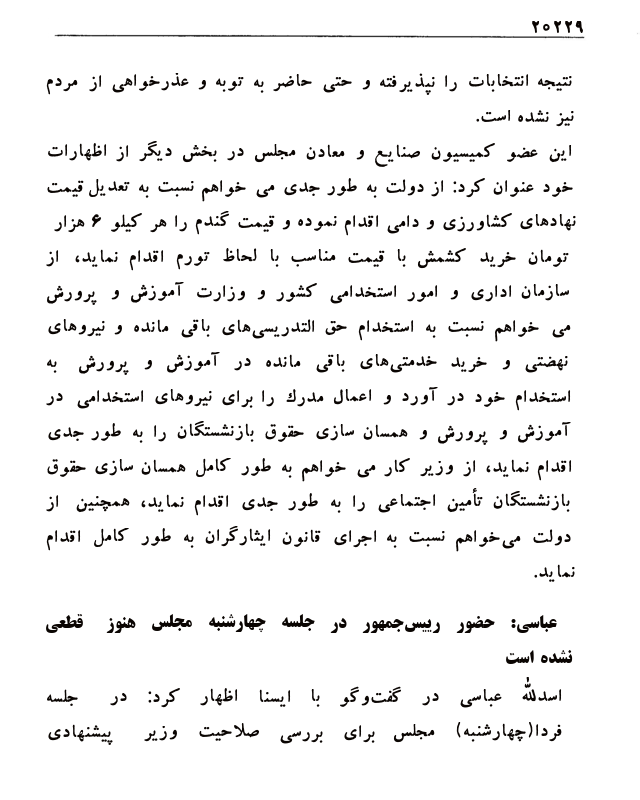 ۲۰۲۲۹
نتیجه انتخابات را نپذیرفته و حتی حاضر به توبه و عذرخواهی از مردم
نیز نشده است.
این عضو کمیسیون صنایع و معادن مجلس در بخش دیگر از اظهارات
خود عنوان کرد: از دولت به طور جدی می خواهم نسبت به تعدیل قیمت
نهادهای کشاورزی و دامی اقدام نموده و قیمت گندم را هر کیلو ۶ هزار
تومان خرید کشمش با قیمت مناسب با لحاظ تورم اقدام نماید، از
سازمان اداری و امور استخدامی کشور و وزارت آموزش و پرورش
می خواهم نسبت به استخدام حق التدریسی‌های باقی مانده و نیروهای
نهضتی و خرید خدمتی‌های باقی مانده در آموزش و پرورش به
استخدام خود در آورد و اعمال مدرك را برای نیروهای استخدامی در
آموزش و پرورش و همسان سازی حقوق بازنشستگان را به طور جدی
اقدام نماید، از وزیر کار می خواهم به طور کامل همسان سازی حقوق
بازنشستگان تأمین اجتماعی را به طور جدی اقدام نماید، همچنین از
دولت می‌خواهم نسبت به اجرای قانون ایثارگران به طور کامل اقدام
نماید.
عباسی: حضور رییس‌جمهور در جلسه چهارشنبه مجلس هنوز قطعی
نشده است
اسدالله عباسی در گفت‌وگو با ایسنا اظهار کرد: در جلسه
فردا(چهارشنبه) مجلس برای بررسی صلاحیت وزیر پیشنهادی